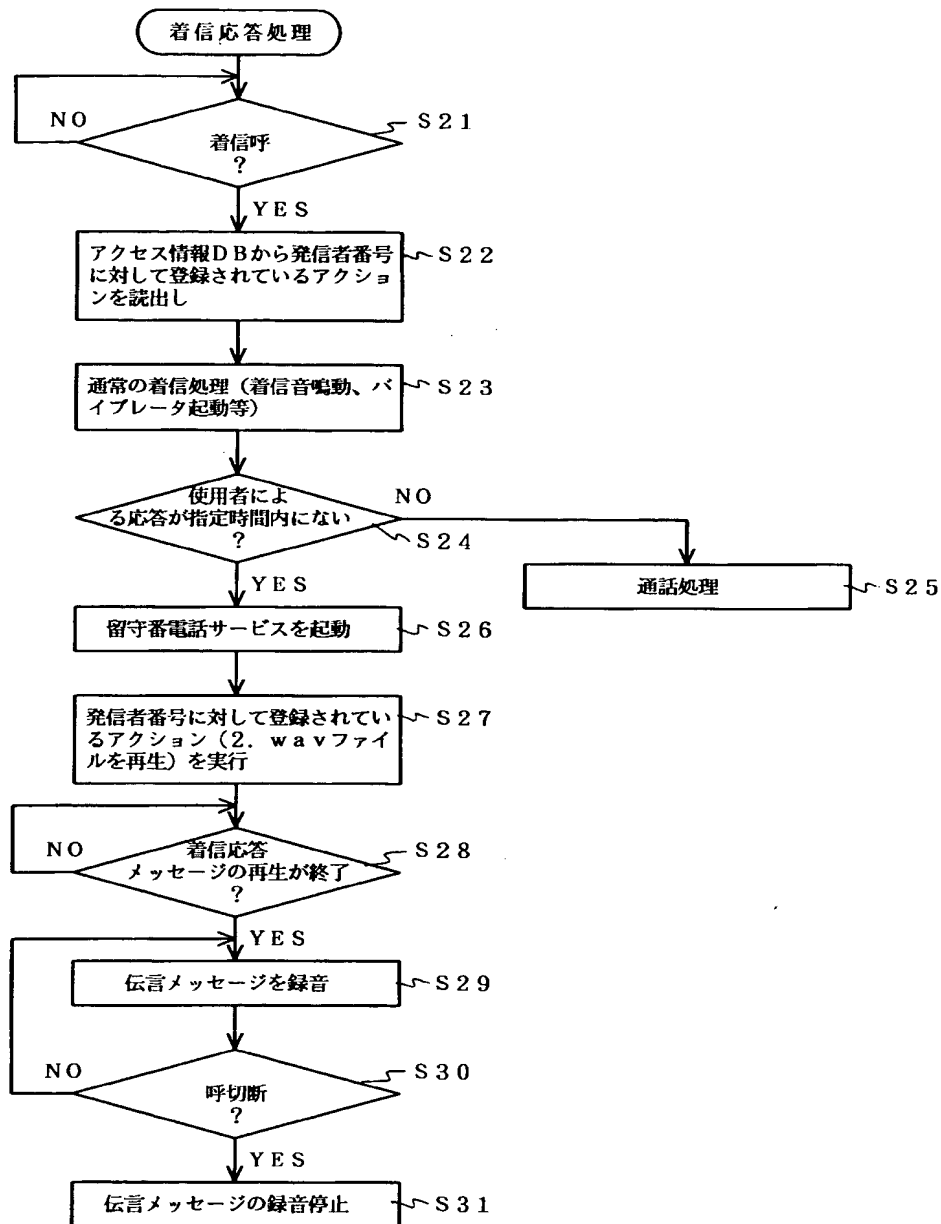 着信応答処理
NO
S21
着信呼
?
YES
アクセス情報DBから発信者番号
に対して登録されているアクショ
ンを読出し
S22
通常の着信処理(着信音鳴動、バ
イブレータ起動等)
S23
使用者によ
る応答が指定時間内にない
?
NO
S24
YES
通話処理
S25
留守番電話サービスを起動
S26
発信者番号に対して登録されてい
るアクション(2.wavファイ
ルを再生)を実行
S27
NO
着信応答
メッセージの再生が終了
?
S28
YES
伝言メッセージを録音
S29
NO
S30
呼切断
?
YES
伝言メッセージの録音停止
S31